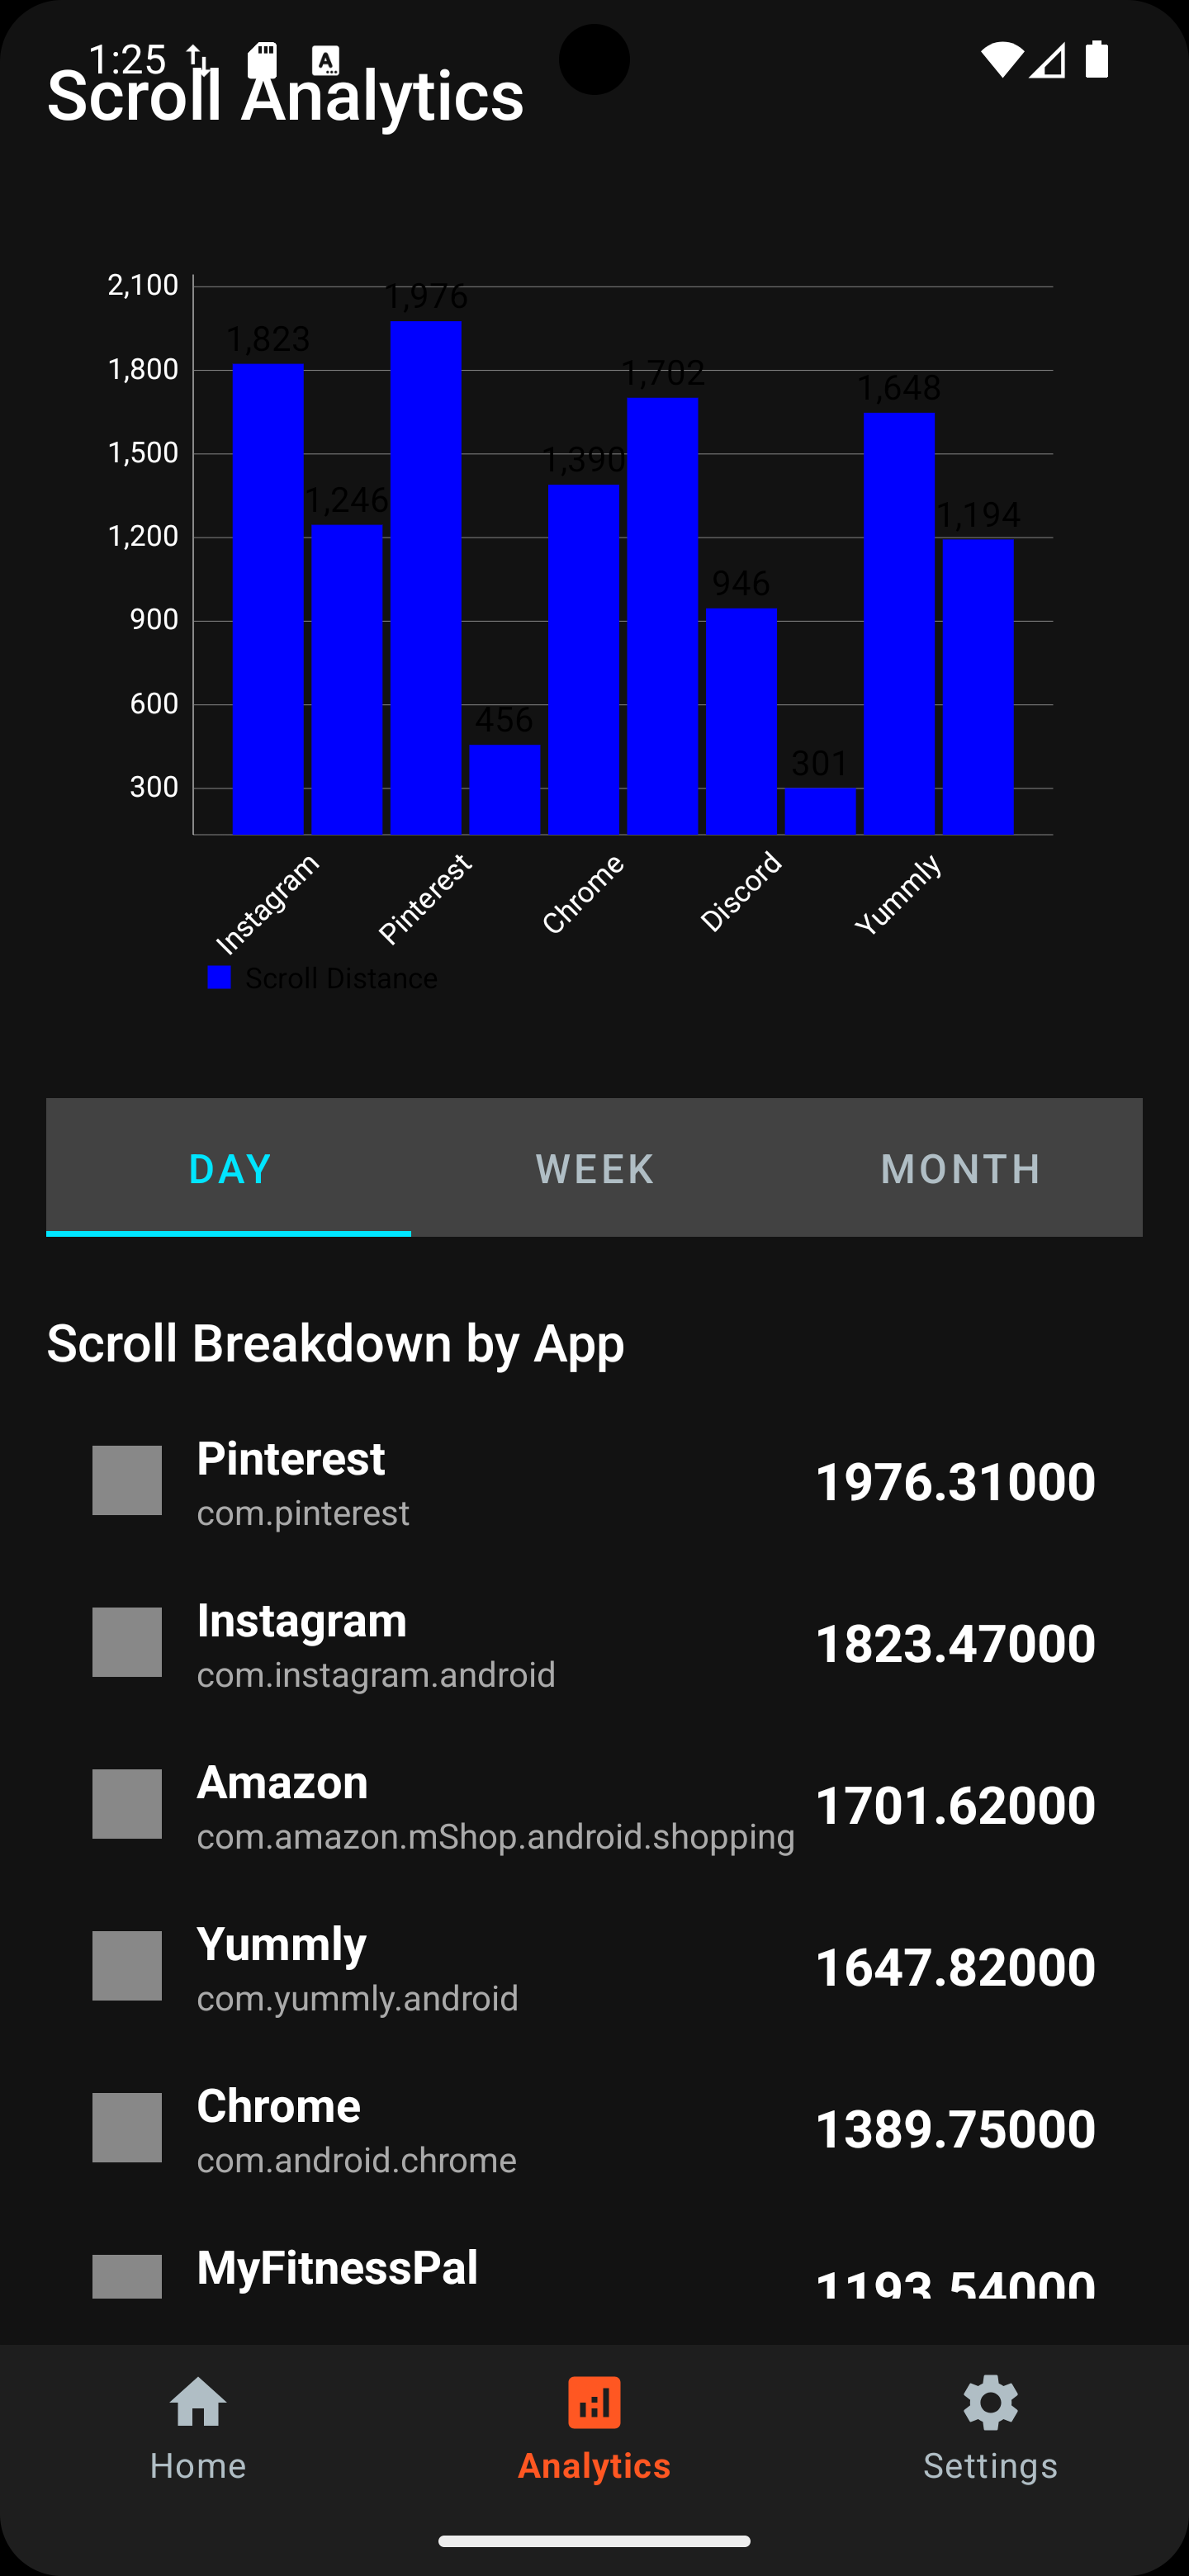 1:25
Scroll Analytics
2,100
1,800
1,500
1,200
900
600
300
1,823
1,246
1,976
456
1,390
1,702
946
301
1,648
1,194
Instagram
Pinterest
Chrome
Discord
Yummly
Scroll Distance
DAY WEEK MONTH
Scroll Breakdown by App
Pinterest
com.pinterest
1976.31000
Instagram
com.instagram.android
1823.47000
Amazon
com.amazon.mShop.android.shopping
1701.62000
Yummly
com.yummly.android
1647.82000
Chrome
com.android.chrome
1389.75000
MyFitnessPal
1193.54000
Home Analytics Settings